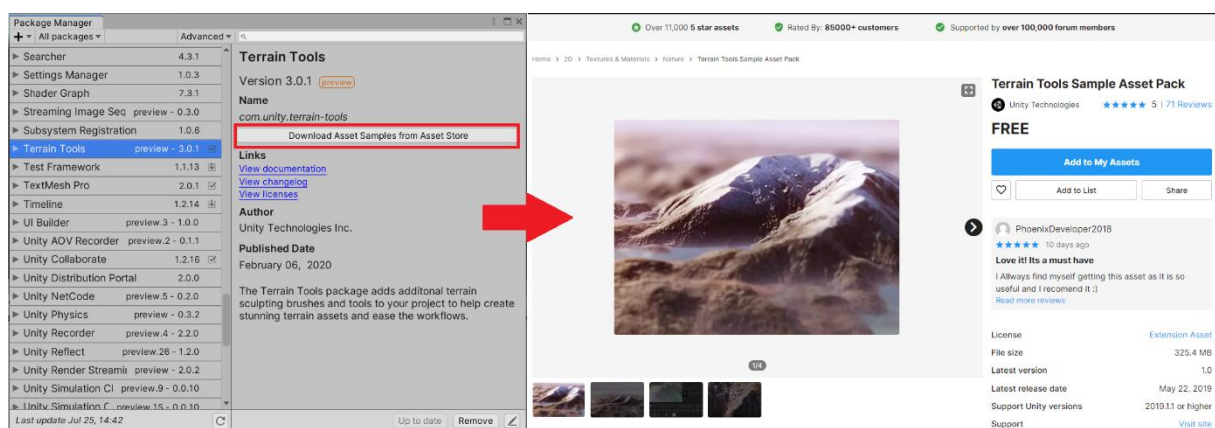 Package Manager
+ All packages Advanced
Searcher 4.3.1
Settings Manager 1.0.3
Shader Graph 7.3.1
Streaming Image Seq preview - 0.3.0
Subsystem Registration 1.0.6
Terrain Tools preview - 3.0.1
Test Framework 1.1.13
TextMesh Pro 2.0.1
Timeline 1.2.14
UI Builder preview.3 - 1.0.0
Unity AOV Recorder preview.2 - 0.1.1
Unity Collaborate 1.2.16
Unity Distribution Portal 2.0.0
Unity NetCode preview.5 - 0.2.0
Unity Physics preview - 0.3.2
Unity Recorder preview.4 - 2.2.0
Unity Reflect preview.26 - 1.2.0
Unity Render Streamii preview - 2.0.2
Unity Simulation Cl preview.9 - 0.0.10
Unity Simulation C preview.15 - 0.0.10
Last update Jul 25, 14:42
Terrain Tools
Version 3.0.1 preview
Name
com.unity.terrain-tools
Download Asset Samples from Asset Store
Links
View documentation
View changelog
View licenses
Author
Unity Technologies Inc.
Published Date
February 06, 2020
The Terrain Tools package adds additonal terrain
sculpting brushes and tools to your project to help create
stunning terrain assets and ease the workflows.
Up to date Remove
Over 11,000 5 star assets Rated By: 85000+ customers Supported by over 100,000 forum members
Home > 2D > Textures & Materials > Nature > Terrain Tools Sample Asset Pack
1/4
Terrain Tools Sample Asset Pack
Unity Technologies ★★★★★ 5 | 71 Reviews
FREE
Add to My Assets
Add to List Share
PhoenixDeveloper2018
★★★★★ 10 days ago
Love it! Its a must have
I Allways find myself getting this asset as it is so
useful and I recomend it :)
Read more reviews
License Extension Asset
File size 325.4 MB
Latest version 1.0
Latest release date May 22, 2019
Support Unity versions 2019.1.1 or higher
Support Visit site